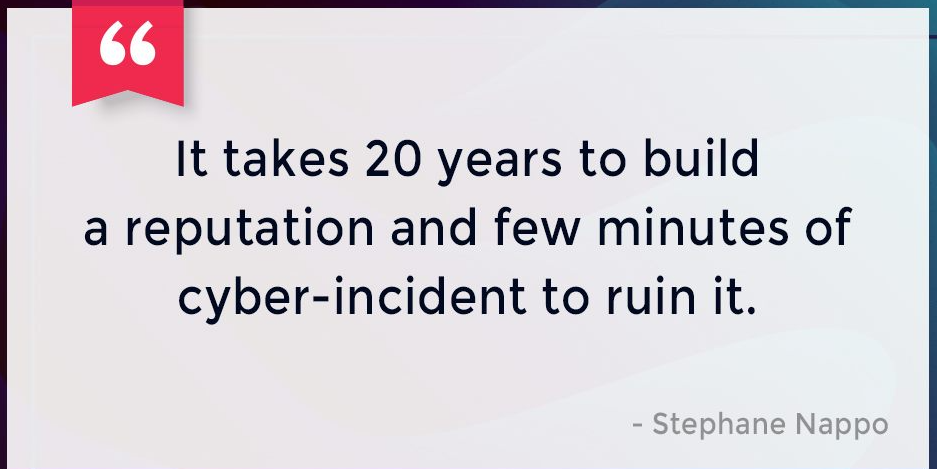 “
It takes 20 years to build
a reputation and few minutes of
cyber-incident to ruin it.
- Stephane Nappo